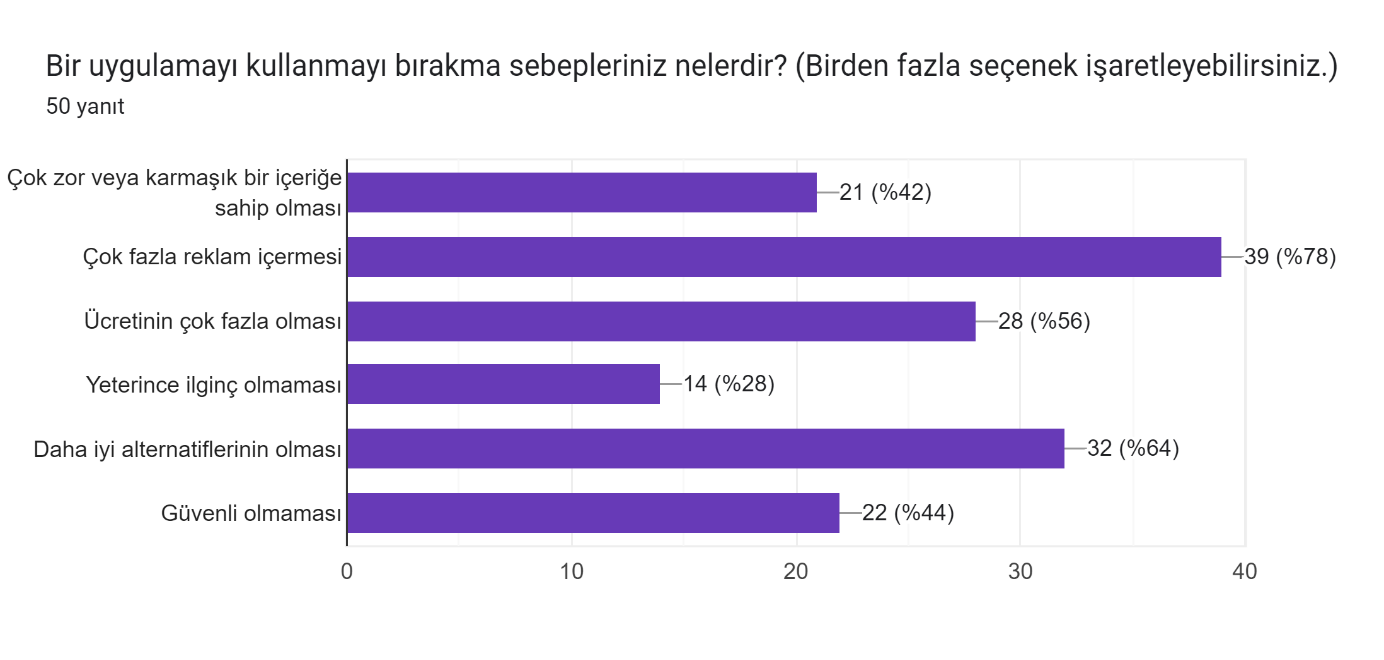 Bir uygulamayı kullanmayı bırakma sebepleriniz nelerdir? (Birden fazla seçenek işaretleyebilirsiniz.)
50 yanıt
Çok zor veya karmaşık bir içeriğe
sahip olması
21 (%42)
Çok fazla reklam içermesi
39 (%78)
Ücretinin çok fazla olması
28 (%56)
Yeterince ilginç olmaması
14 (%28)
Daha iyi alternatiflerinin olması
32 (%64)
Güvenli olmaması
22 (%44)
0 10 20 30 40